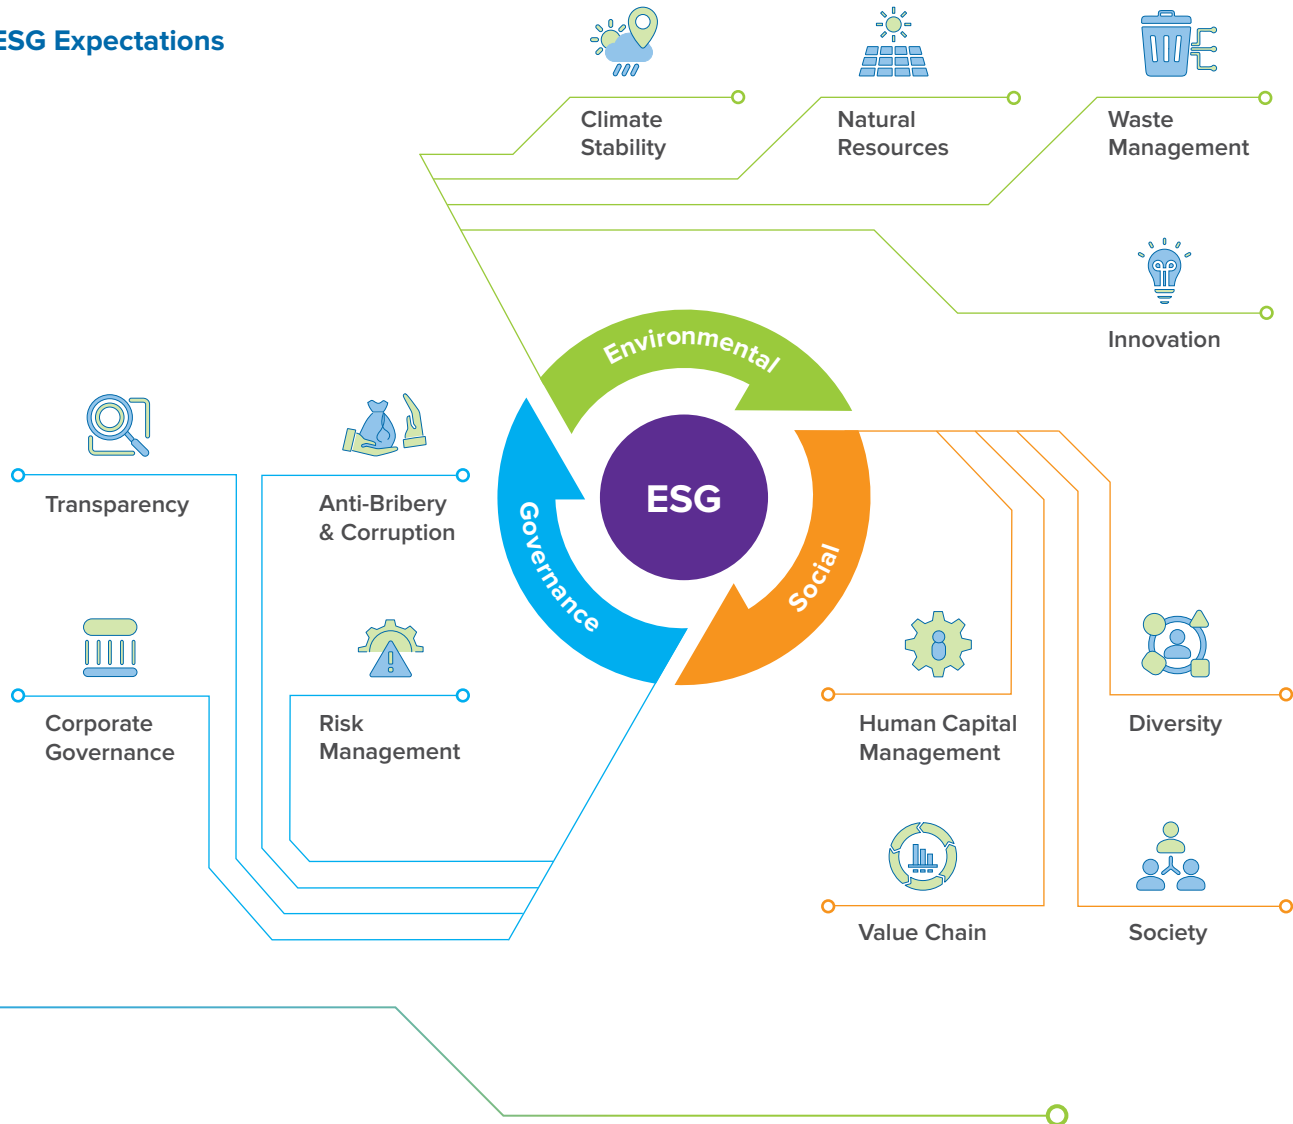 ESG Expectations
Climate
Stability
Natural
Resources
Waste
Management
Innovation
Environmental
Transparency
Anti-Bribery
& Corruption
ESG
Governance
Social
Corporate
Governance
Risk
Management
Human Capital
Management
Diversity
Value Chain
Society